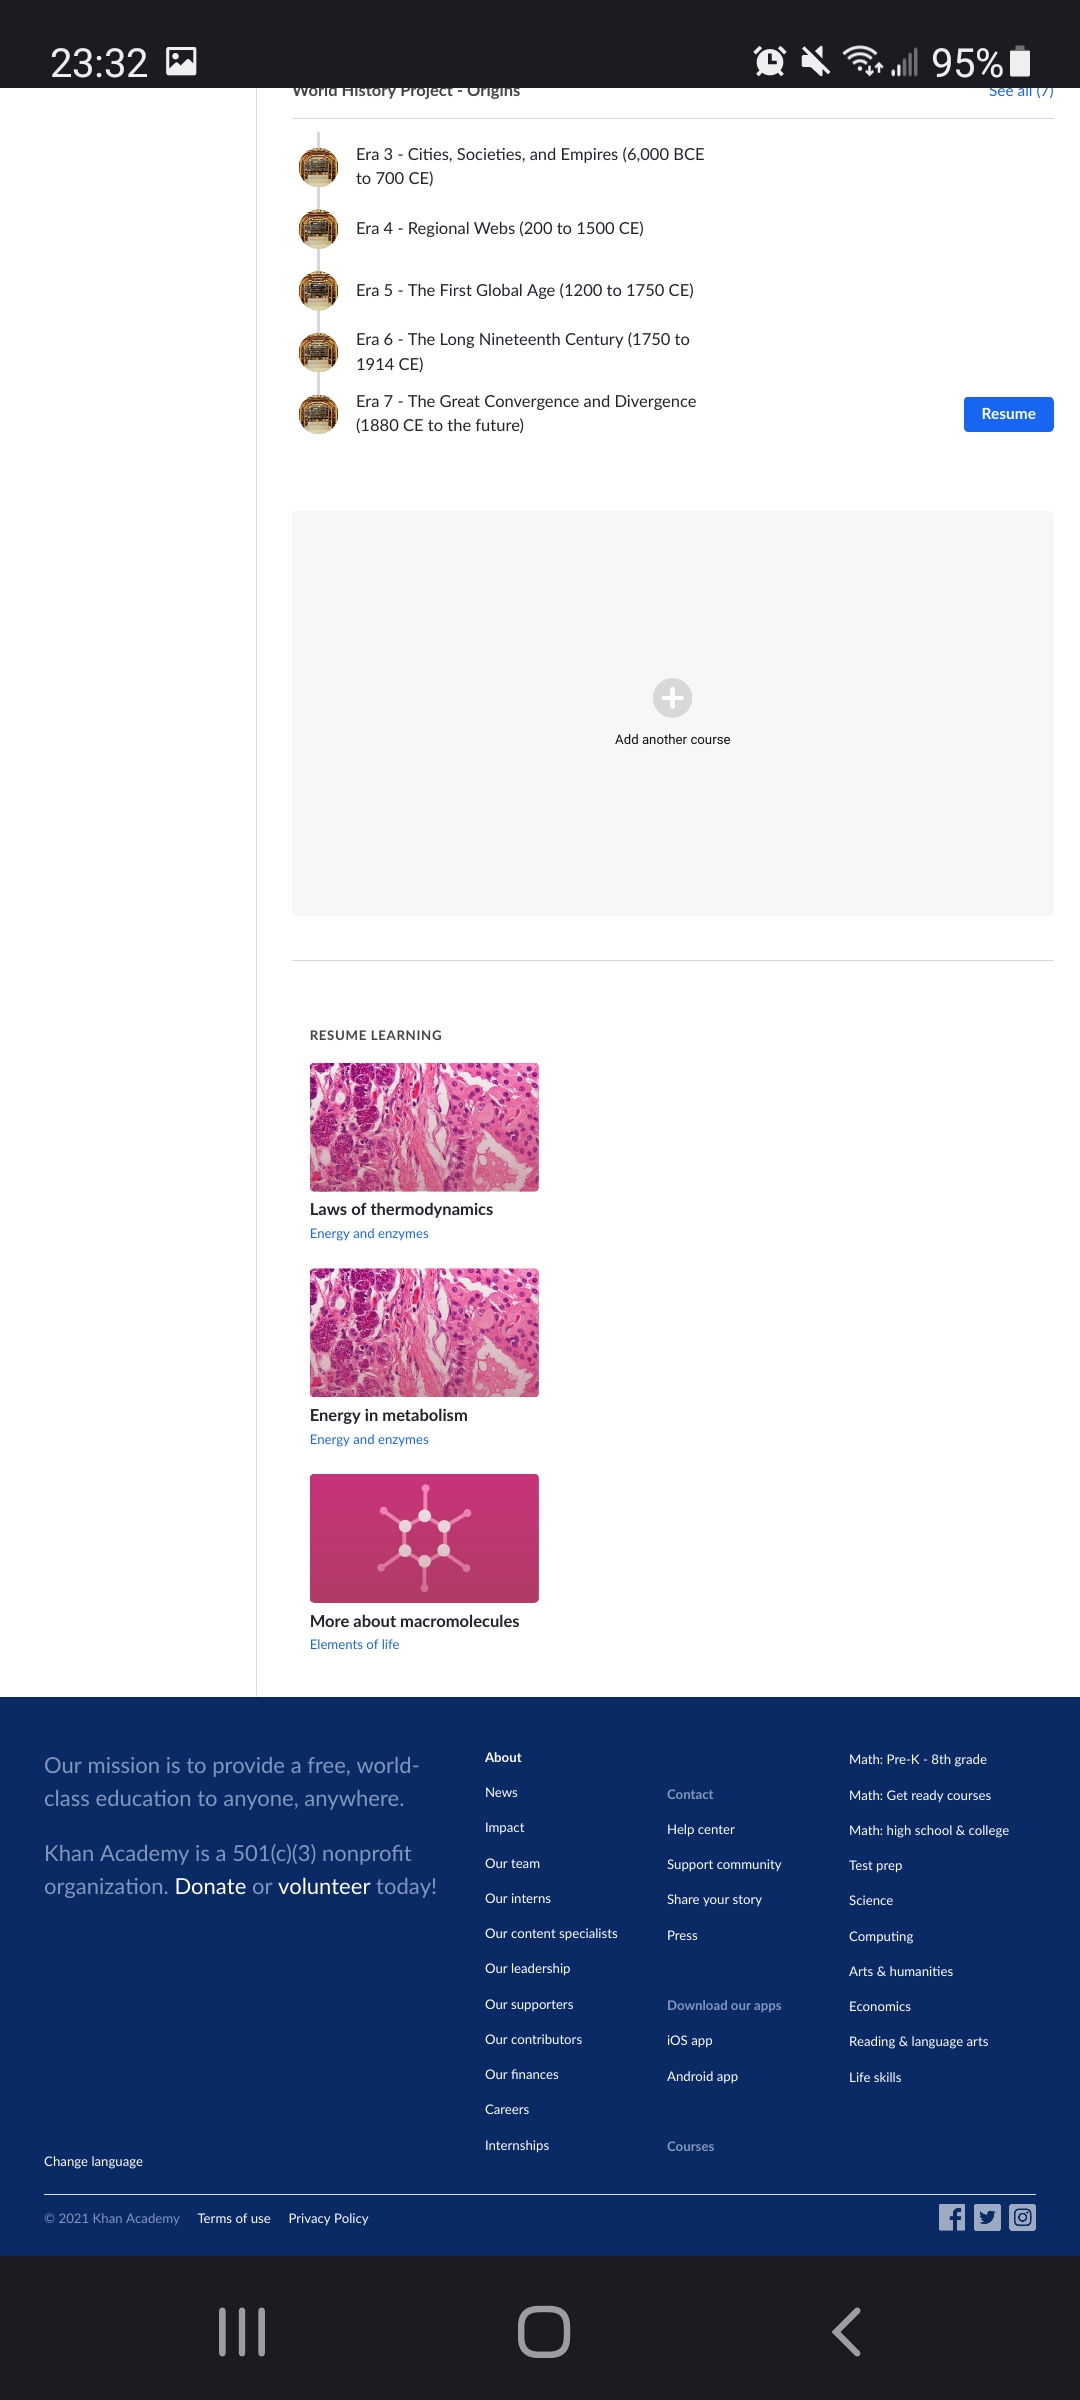 23:32
95%
World History Project - Origins
See all (7)
Era 3 - Cities, Societies, and Empires (6,000 BCE
to 700 CE)
Era 4 - Regional Webs (200 to 1500 CE)
Era 5 - The First Global Age (1200 to 1750 CE)
Era 6 - The Long Nineteenth Century (1750 to
1914 CE)
Era 7 - The Great Convergence and Divergence
(1880 CE to the future)
Resume
Add another course
RESUME LEARNING
Laws of thermodynamics
Energy and enzymes
Energy in metabolism
Energy and enzymes
More about macromolecules
Elements of life
Our mission is to provide a free, world-
class education to anyone, anywhere.
Khan Academy is a 501(c)(3) nonprofit
organization. Donate or volunteer today!
Change language
About
News
Impact
Our team
Our interns
Our content specialists
Our leadership
Our supporters
Our contributors
Our finances
Careers
Internships
Contact
Help center
Support community
Share your story
Press
Download our apps
iOS app
Android app
Courses
Math: Pre-K - 8th grade
Math: Get ready courses
Math: high school & college
Test prep
Science
Computing
Arts & humanities
Economics
Reading & language arts
Life skills
© 2021 Khan Academy
Terms of use
Privacy Policy